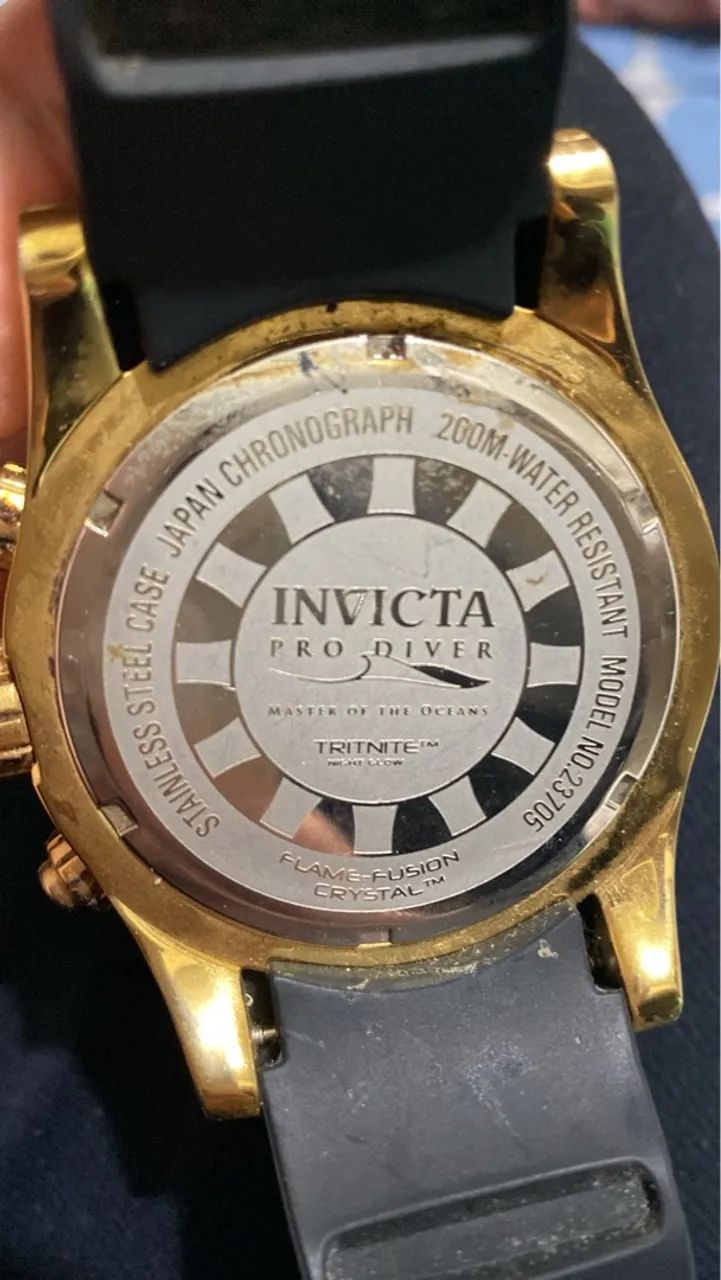 STAINLESS STEEL CASE JAPAN CHRONOGRAPH 200M-WATER RESISTANT MODEL NO.23705
INVICTA
PRO DIVER
MASTER OF THE OCEANS
TRITNITE™
NIGHT GLOW
FLAME-FUSION
CRYSTAL™